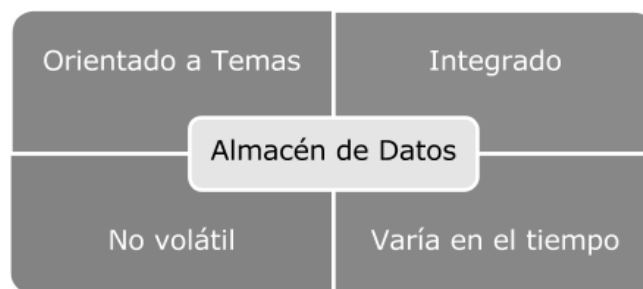 Orientado a Temas
Integrado
Almacén de Datos
No volátil
Varía en el tiempo